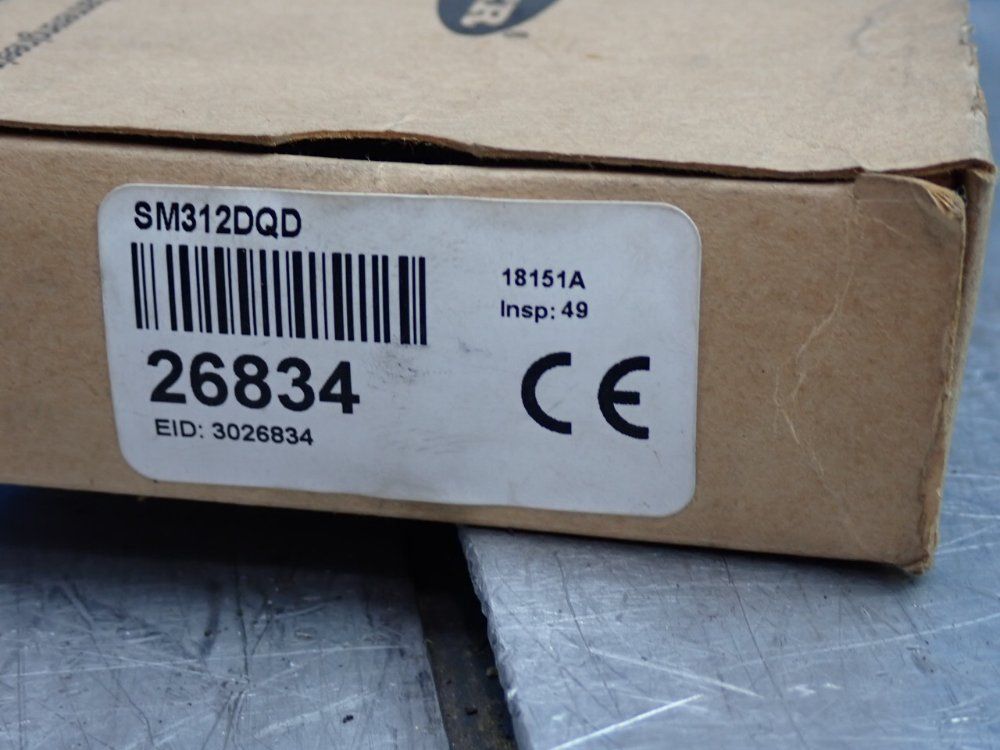 SM312DQD
18151A
Insp: 49
26834
EID: 3026834
CE